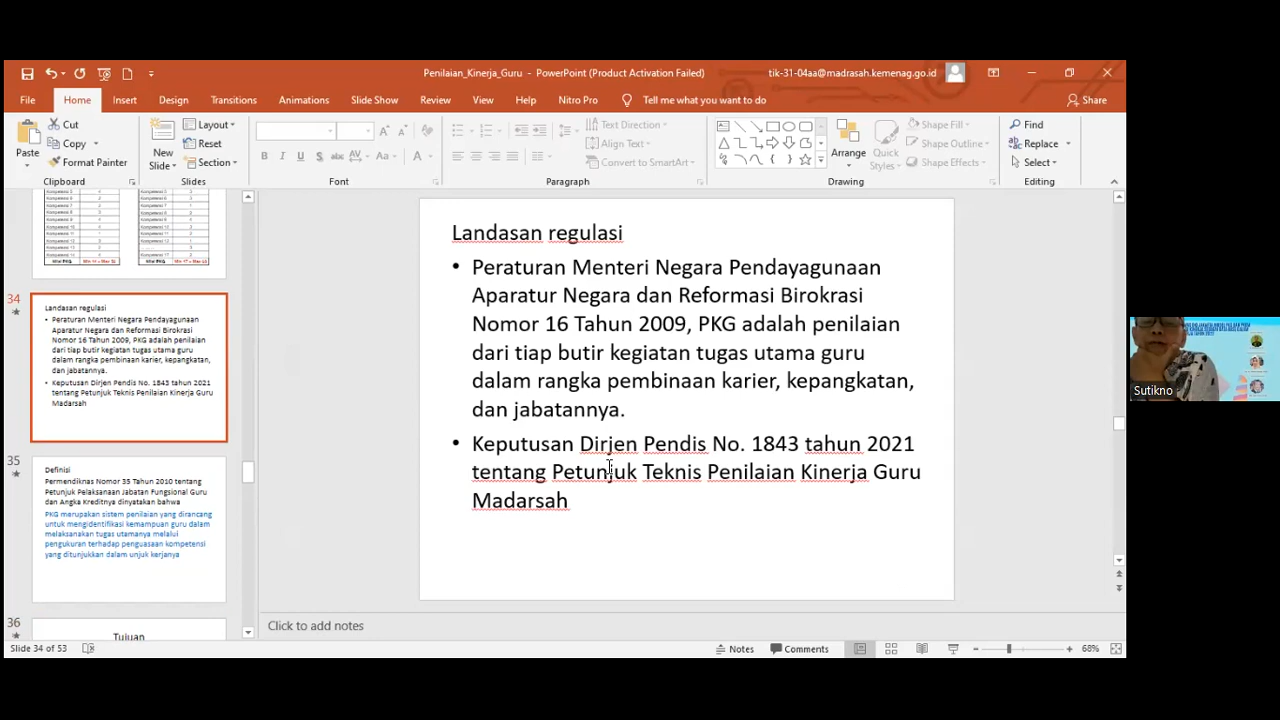 Penilaian_Kinerja_Guru - PowerPoint (Product Activation Failed)
tik-31-04aa@madrasah.kemenag.go.id
File Home Insert Design Transitions Animations Slide Show Review View Help Nitro Pro Tell me what you want to do Share
Cut
Copy
Format Painter
Paste
Clipboard
New
Slide
Layout
Reset
Section
Slides
Font
Text Direction
Align Text
Convert to SmartArt
Paragraph
Arrange
Quick
Styles
Shape Fill
Shape Outline
Shape Effects
Drawing
Find
Replace
Select
Editing
34
Landasan regulasi
• Peraturan Menteri Negara Pendayagunaan
Aparatur Negara dan Reformasi Birokrasi
Nomor 16 Tahun 2009, PKG adalah penilaian
dari tiap butir kegiatan tugas utama guru
dalam rangka pembinaan karier, kepangkatan,
dan jabatannya.
• Keputusan Dirjen Pendis No. 1843 tahun 2021
tentang Petunjuk Teknis Penilaian Kinerja Guru
Madarsah
35
Definisi
Permendiknas Nomor 35 Tahun 2010 tentang
Petunjuk Pelaksanaan Jabatan Fungsional Guru
dan Angka Kreditnya dinyatakan bahwa
PKG merupakan sistem penilaian yang dirancang
untuk mengidentifikasi kemampuan guru dalam
melaksanakan tugas utamanya melalui
pengukuran terhadap penguasaan kompetensi
yang ditunjukkan dalam unjuk kerjanya
36
Tujuan
Landasan regulasi
• Peraturan Menteri Negara Pendayagunaan
Aparatur Negara dan Reformasi Birokrasi
Nomor 16 Tahun 2009, PKG adalah penilaian
dari tiap butir kegiatan tugas utama guru
dalam rangka pembinaan karier, kepangkatan,
dan jabatannya.
• Keputusan Dirjen Pendis No. 1843 tahun 2021
tentang Petunjuk Teknis Penilaian Kinerja Guru
Madarsah
Click to add notes
Sutikno
Slide 34 of 53
Notes
Comments
68%